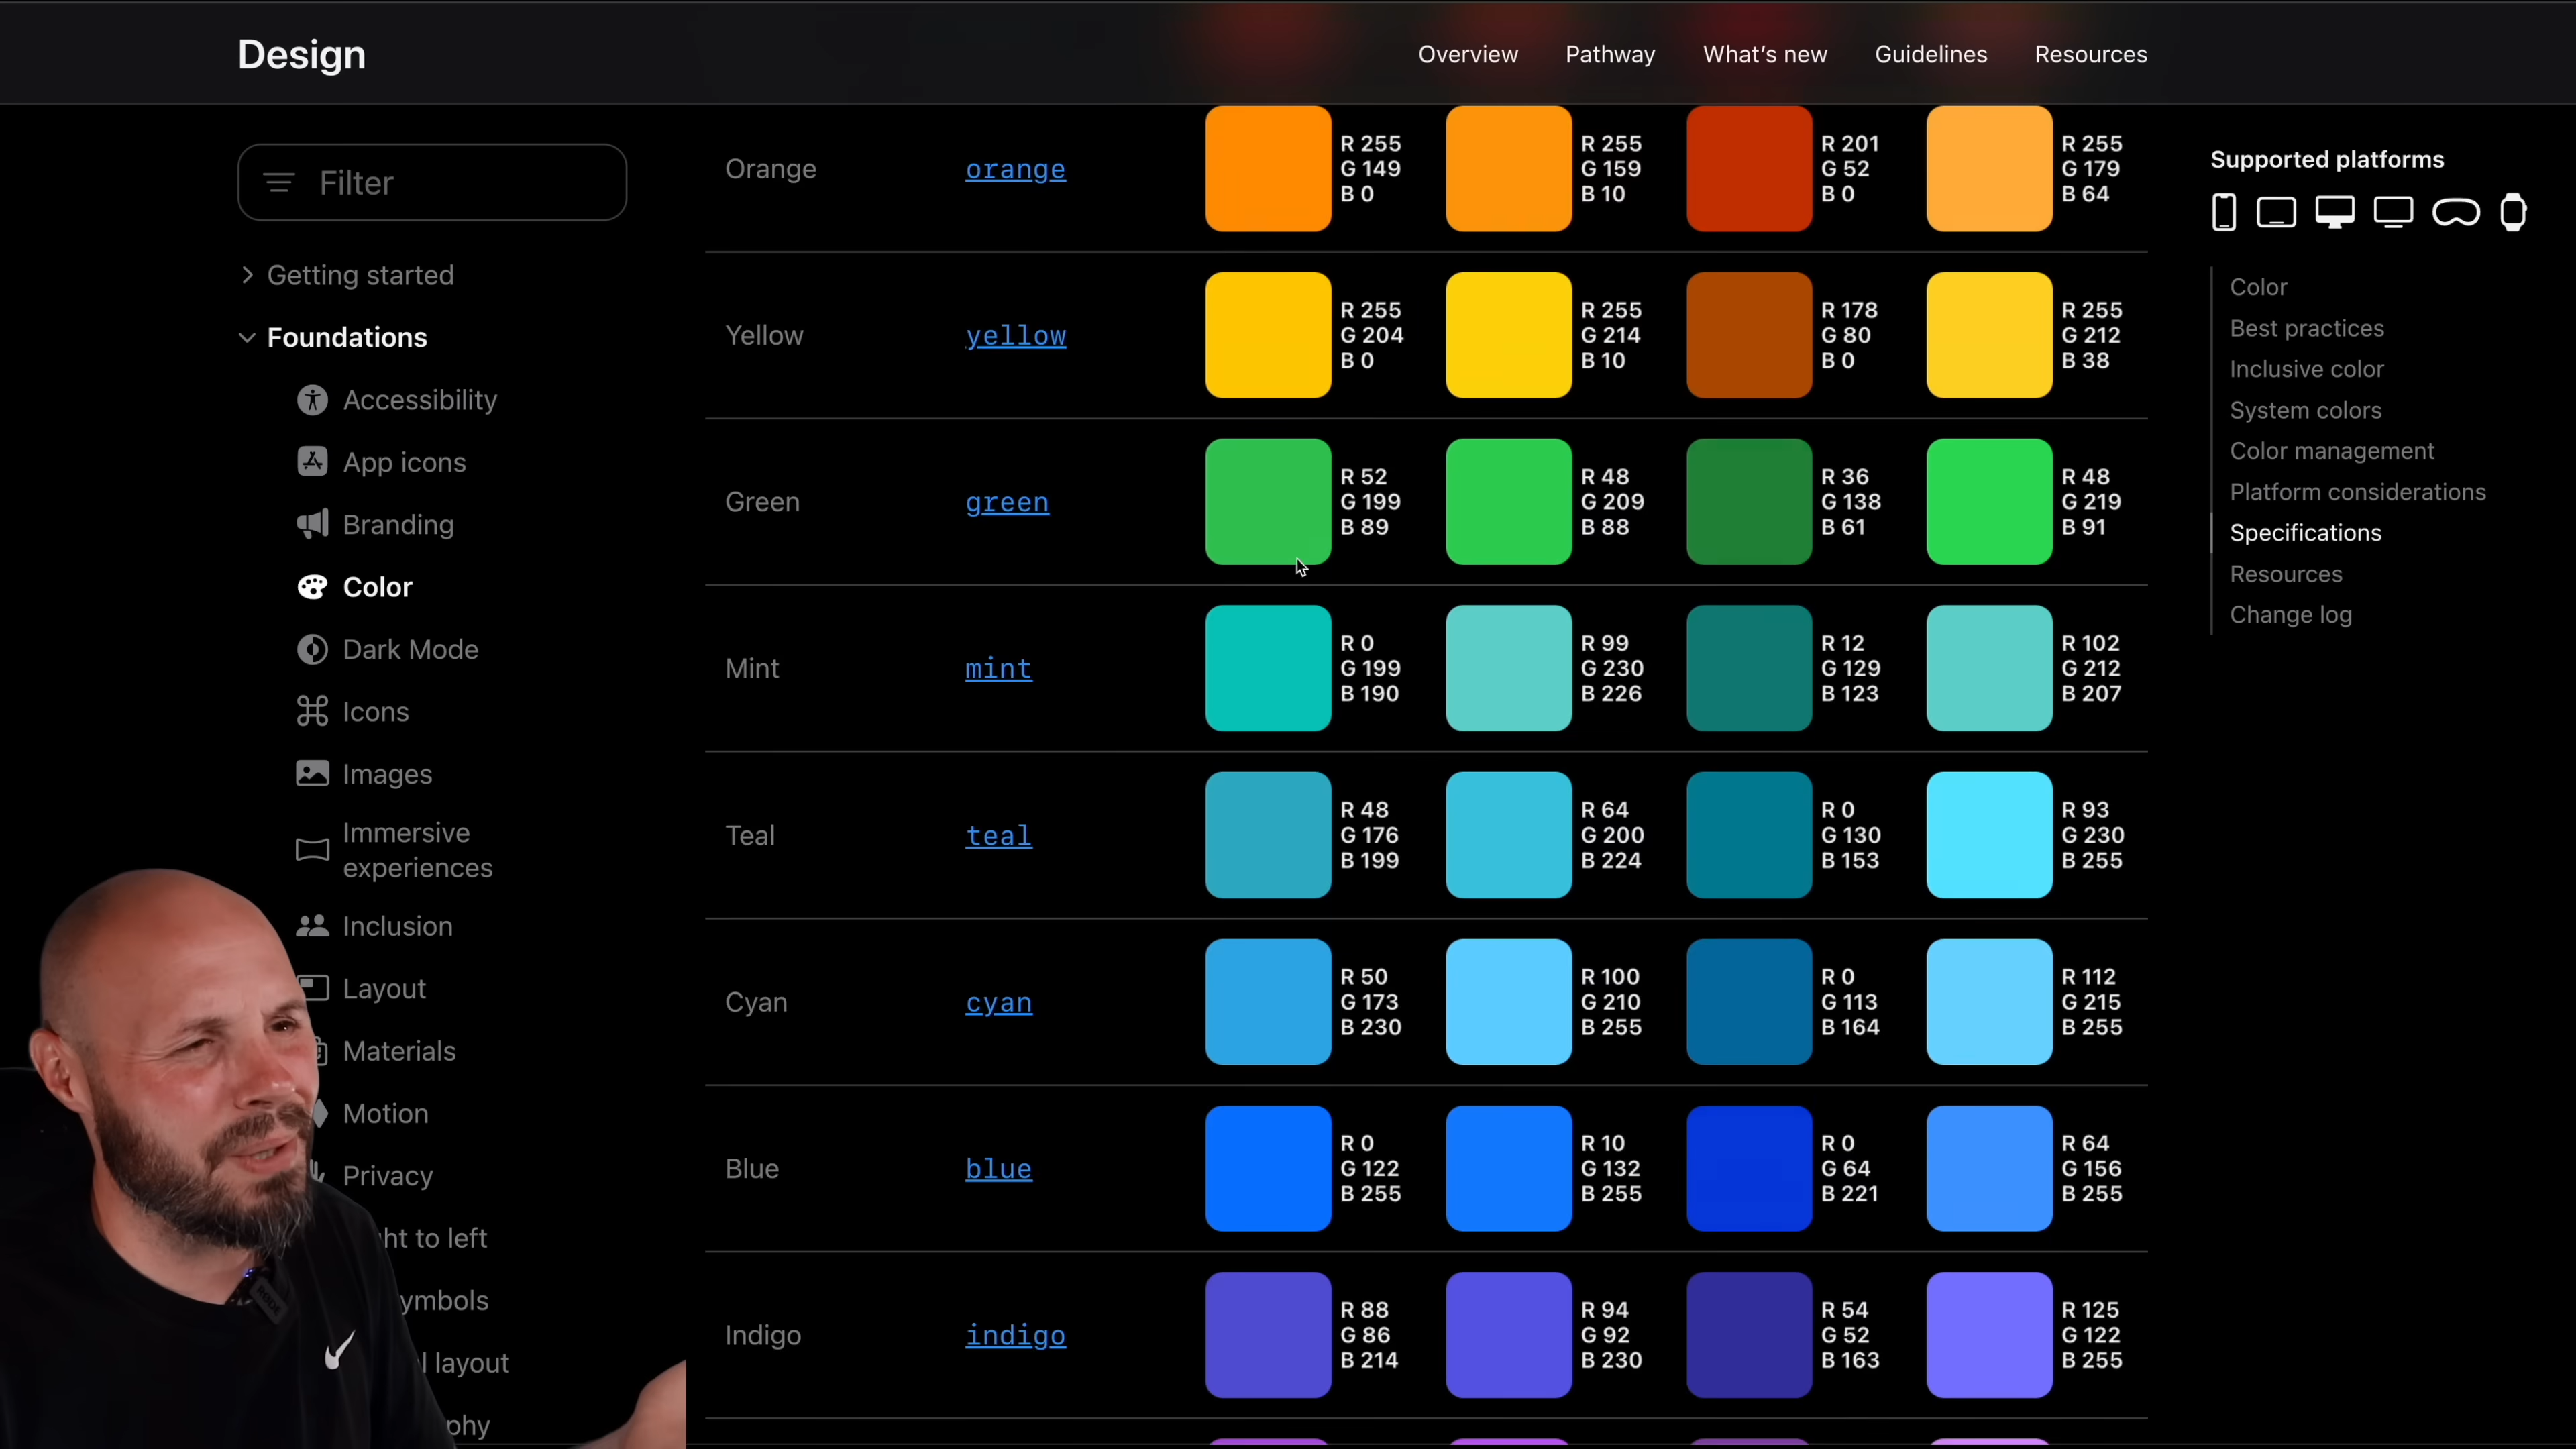 Design
Overview
Pathway
What's new
Guidelines
Resources
Filter
Getting started
Foundations
Accessibility
App icons
Branding
Color
Dark Mode
Icons
Images
Immersive
experiences
Inclusion
Layout
Materials
Motion
Privacy
ht to left
ymbols
l layout
phy
Orange
orange
R 255
G 149
B 0
R 255
G 159
B 10
R 201
G 52
B 0
R 255
G 179
B 64
Yellow
yellow
R 255
G 204
B 0
R 255
G 214
B 10
R 178
G 80
B 0
R 255
G 212
B 38
Green
green
R 52
G 199
B 89
R 48
G 209
B 88
R 36
G 138
B 61
R 48
G 219
B 91
Mint
mint
R 0
G 199
B 190
R 99
G 230
B 226
R 12
G 129
B 123
R 102
G 212
B 207
Teal
teal
R 48
G 176
B 199
R 64
G 200
B 224
R 0
G 130
B 153
R 93
G 230
B 255
Cyan
cyan
R 50
G 173
B 230
R 100
G 210
B 255
R 0
G 113
B 164
R 112
G 215
B 255
Blue
blue
R 0
G 122
B 255
R 10
G 132
B 255
R 0
G 64
B 221
R 64
G 156
B 255
Indigo
indigo
R 88
G 86
B 214
R 94
G 92
B 230
R 54
G 52
B 163
R 125
G 122
B 255
Supported platforms
Color
Best practices
Inclusive color
System colors
Color management
Platform considerations
Specifications
Resources
Change log
RODE